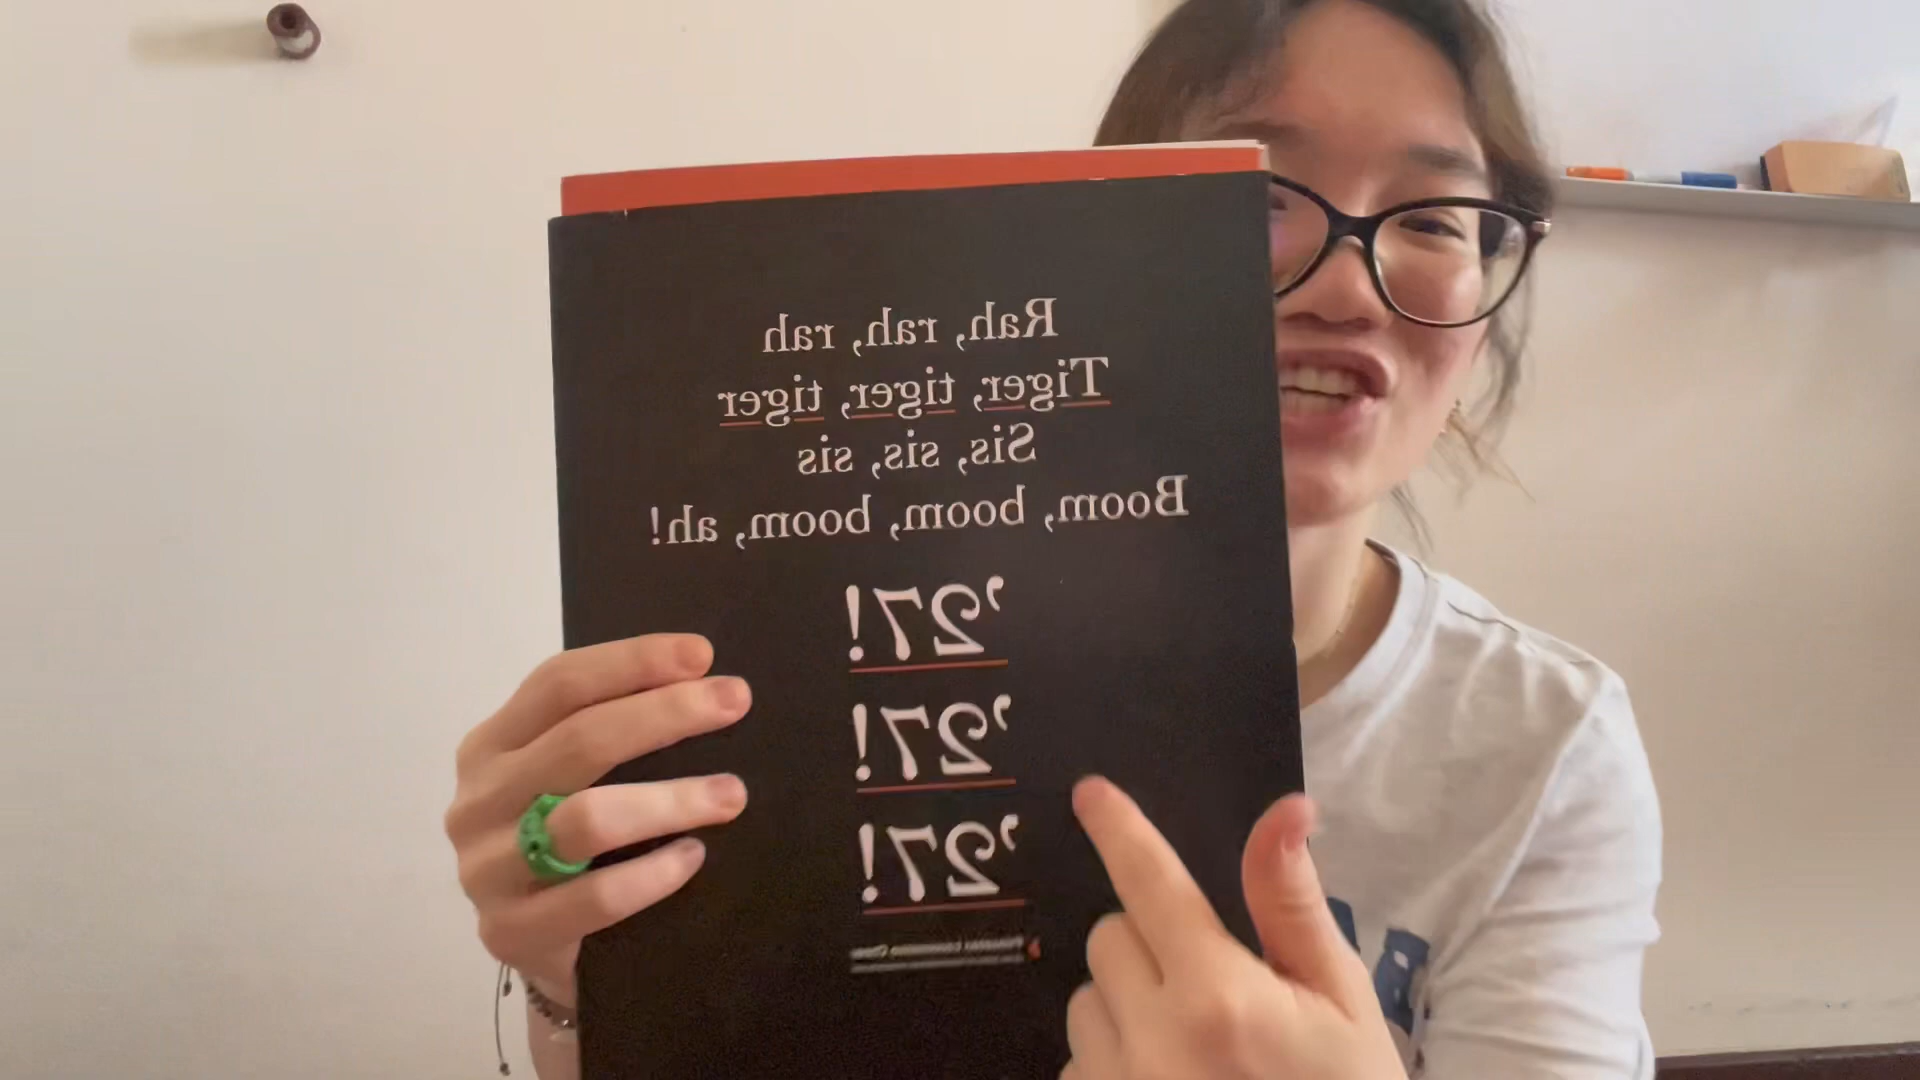 Rah, rah, rah
Tiger, tiger, tiger
Sis, sis, sis
Boom, boom, boom, ah!
’27!
’27!
’27!